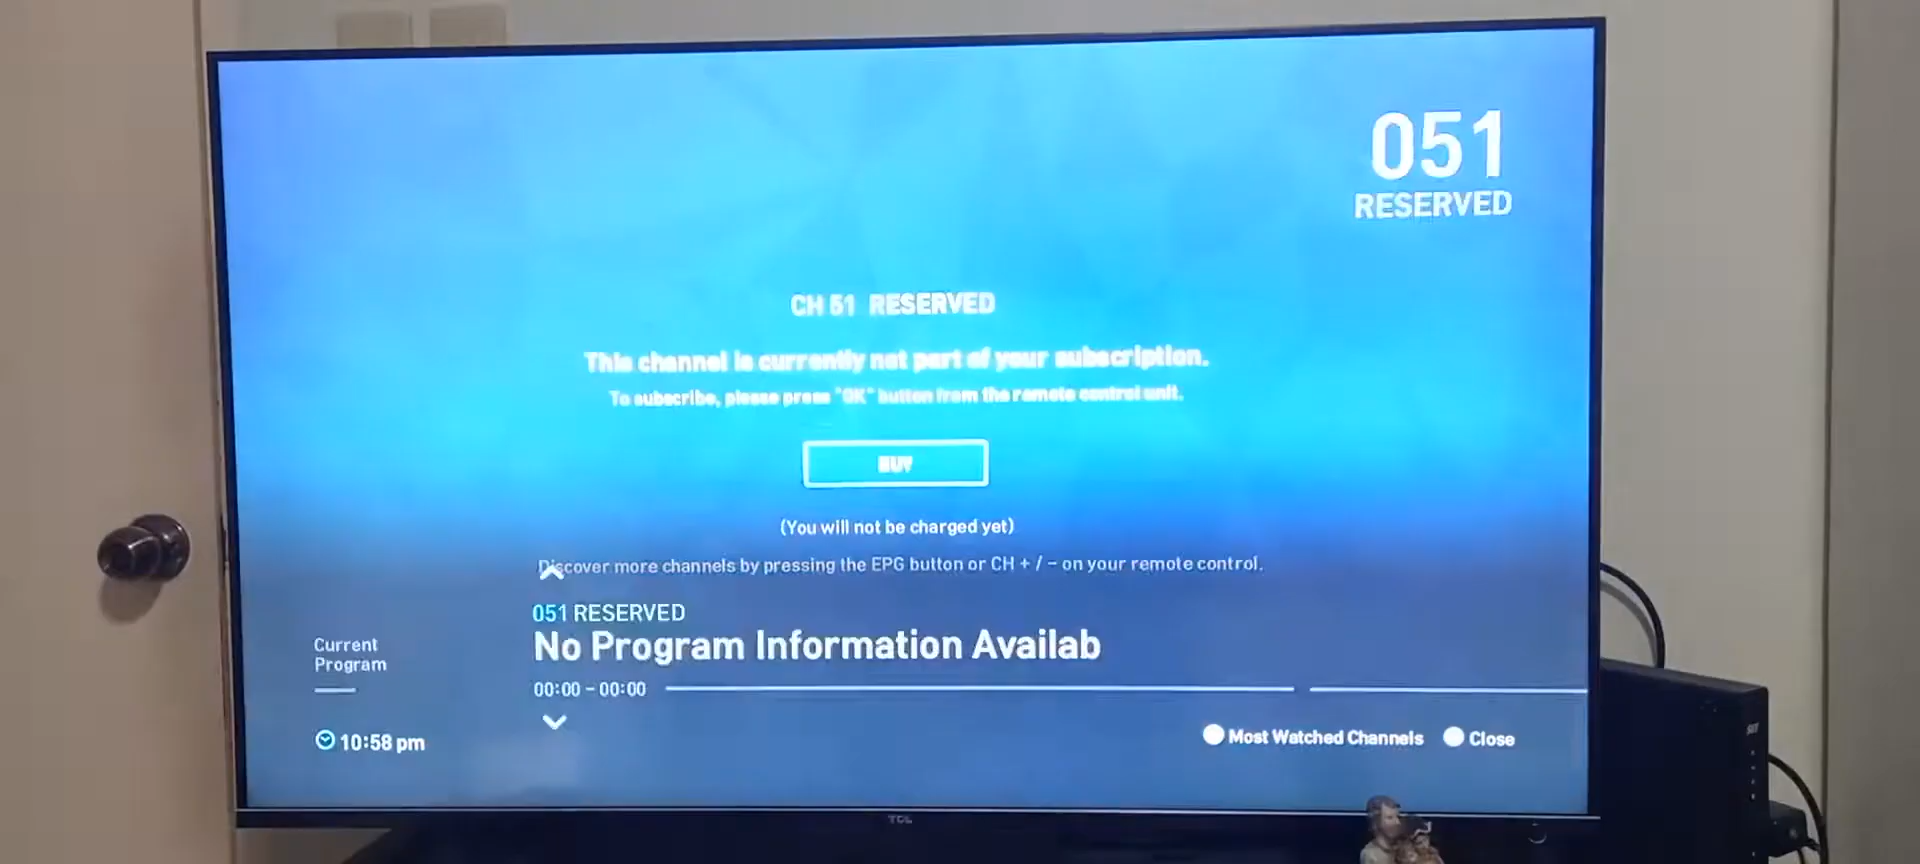 051
RESERVED
CH 51 RESERVED
This channel is currently not part of your subscription.
To subscribe, please press "OK" button from the remote control unit.
BUY
(You will not be charged yet)
Discover more channels by pressing the EPG button or CH + / - on your remote control.
051 RESERVED
No Program Information Availab
Current
Program
00:00 - 00:00
10:58 pm
Most Watched Channels
Close
TCL